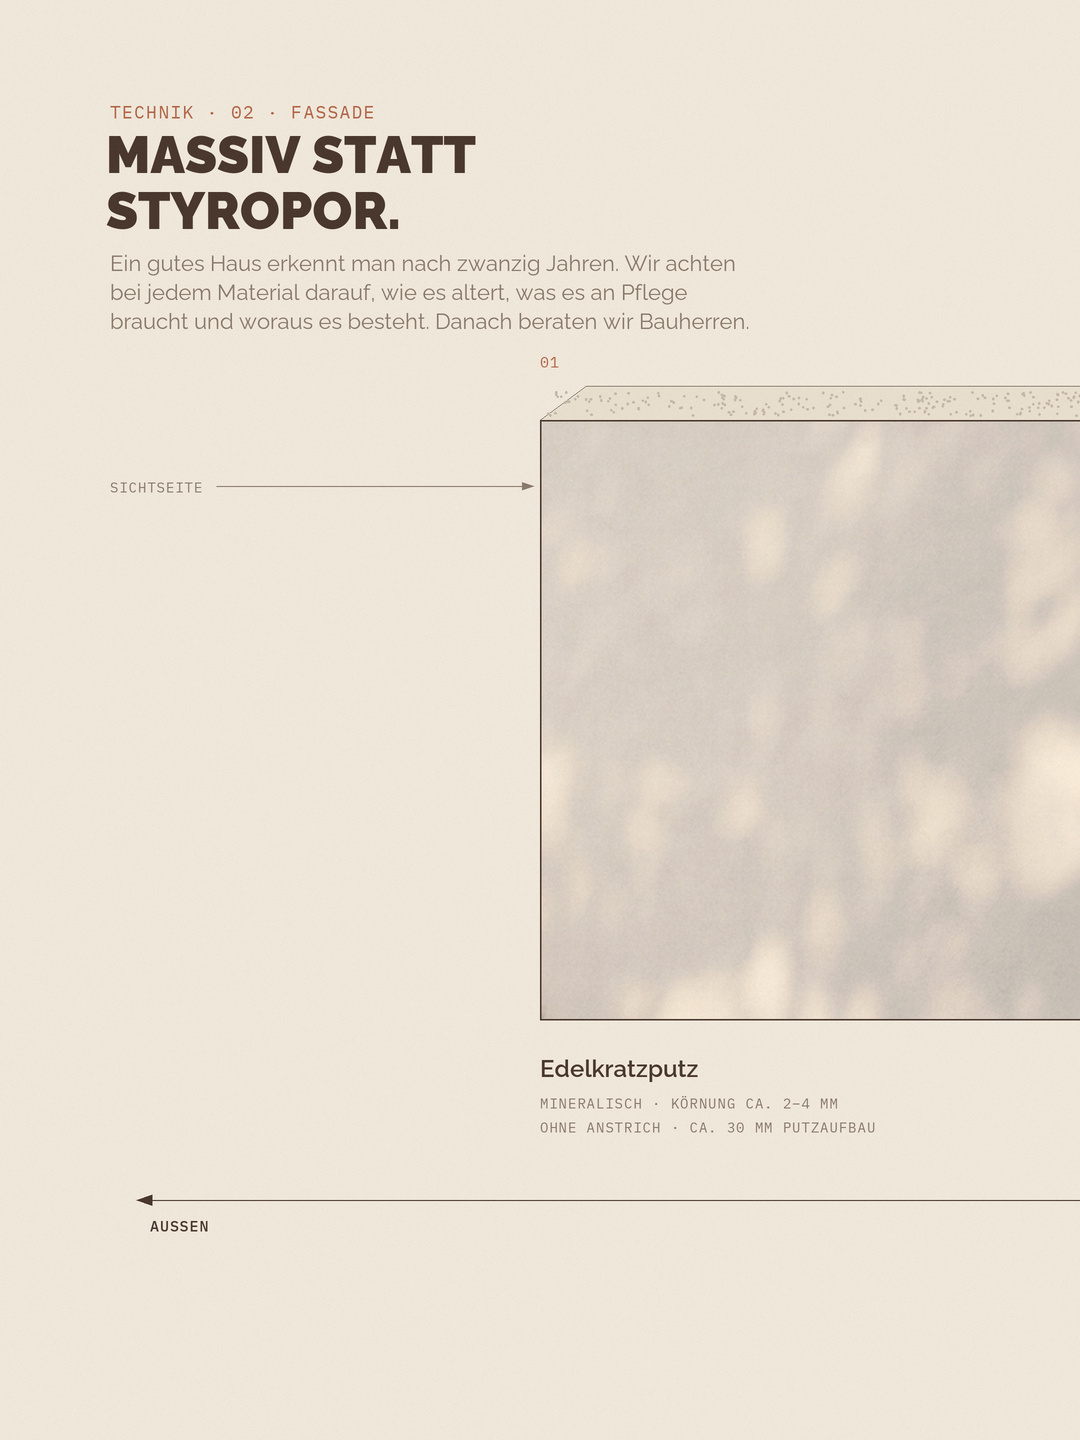 TECHNIK · 02 · FASSADE
MASSIV STATT
STYROPOR.
Ein gutes Haus erkennt man nach zwanzig Jahren. Wir achten
bei jedem Material darauf, wie es altert, was es an Pflege
braucht und woraus es besteht. Danach beraten wir Bauherren.
01
SICHTSEITE
Edelkratzputz
MINERALISCH · KÖRNUNG CA. 2–4 MM
OHNE ANSTRICH · CA. 30 MM PUTZAUFBAU
AUSSEN